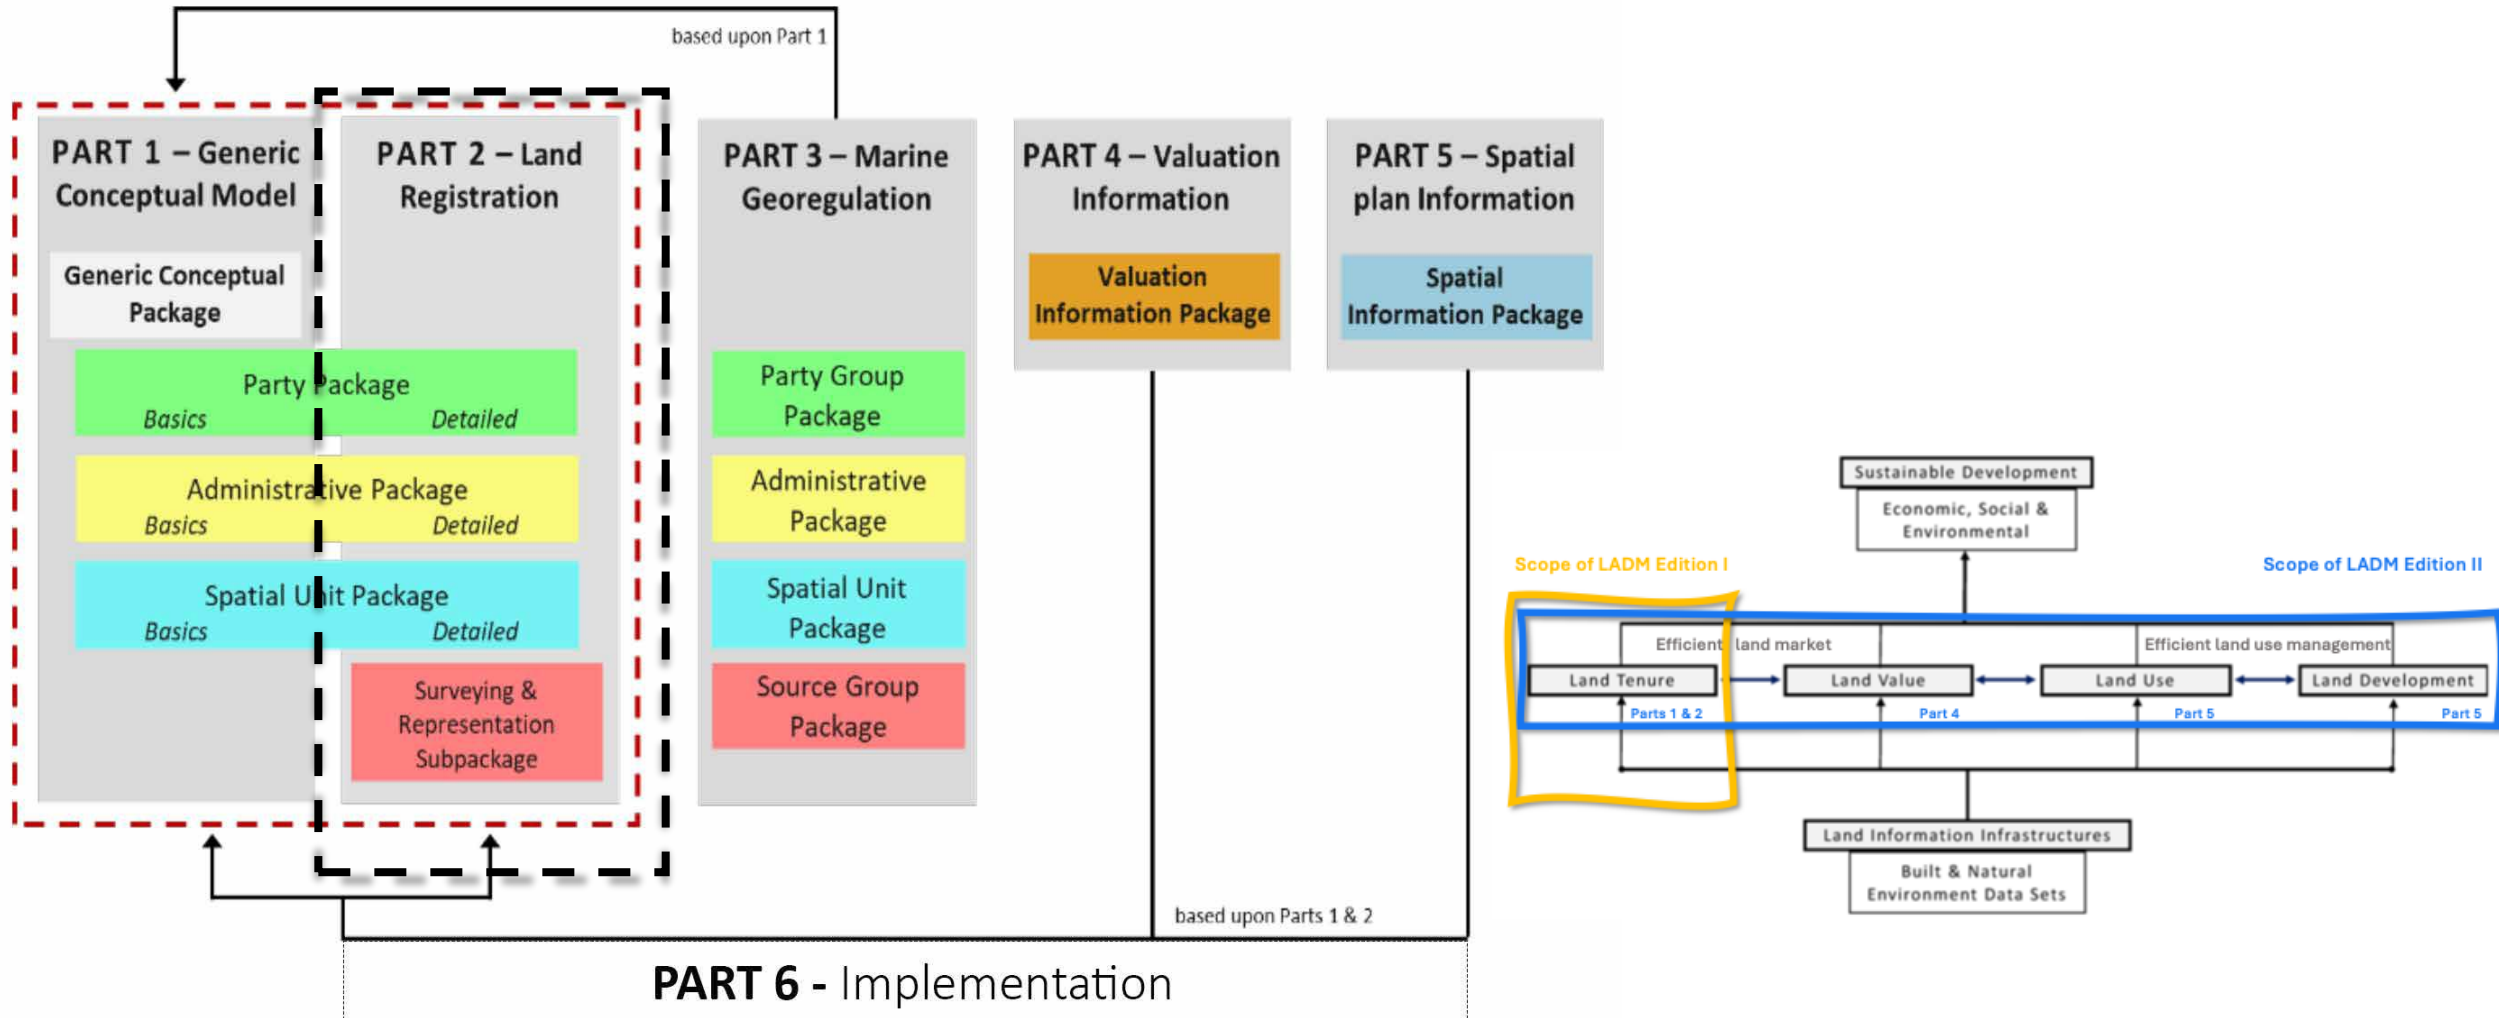 based upon Part 1
PART 1 – Generic
Conceptual Model
Generic Conceptual
Package
PART 2 – Land
Registration
Party Package
Basics
Detailed
Administrative Package
Basics
Detailed
Spatial Unit Package
Basics
Detailed
Surveying &
Representation
Subpackage
PART 3 – Marine
Georegulation
Party Group
Package
Administrative
Package
Spatial Unit
Package
Source Group
Package
PART 4 – Valuation
Information
Valuation
Information Package
PART 5 – Spatial
plan Information
Spatial
Information Package
based upon Parts 1 & 2
PART 6 - Implementation
Sustainable Development
Economic, Social &
Environmental
Scope of LADM Edition I
Scope of LADM Edition II
Efficient land market
Efficient land use management
Land Tenure
Land Value
Land Use
Land Development
Parts 1 & 2
Part 4
Part 5
Part 5
Land Information Infrastructures
Built & Natural
Environment Data Sets